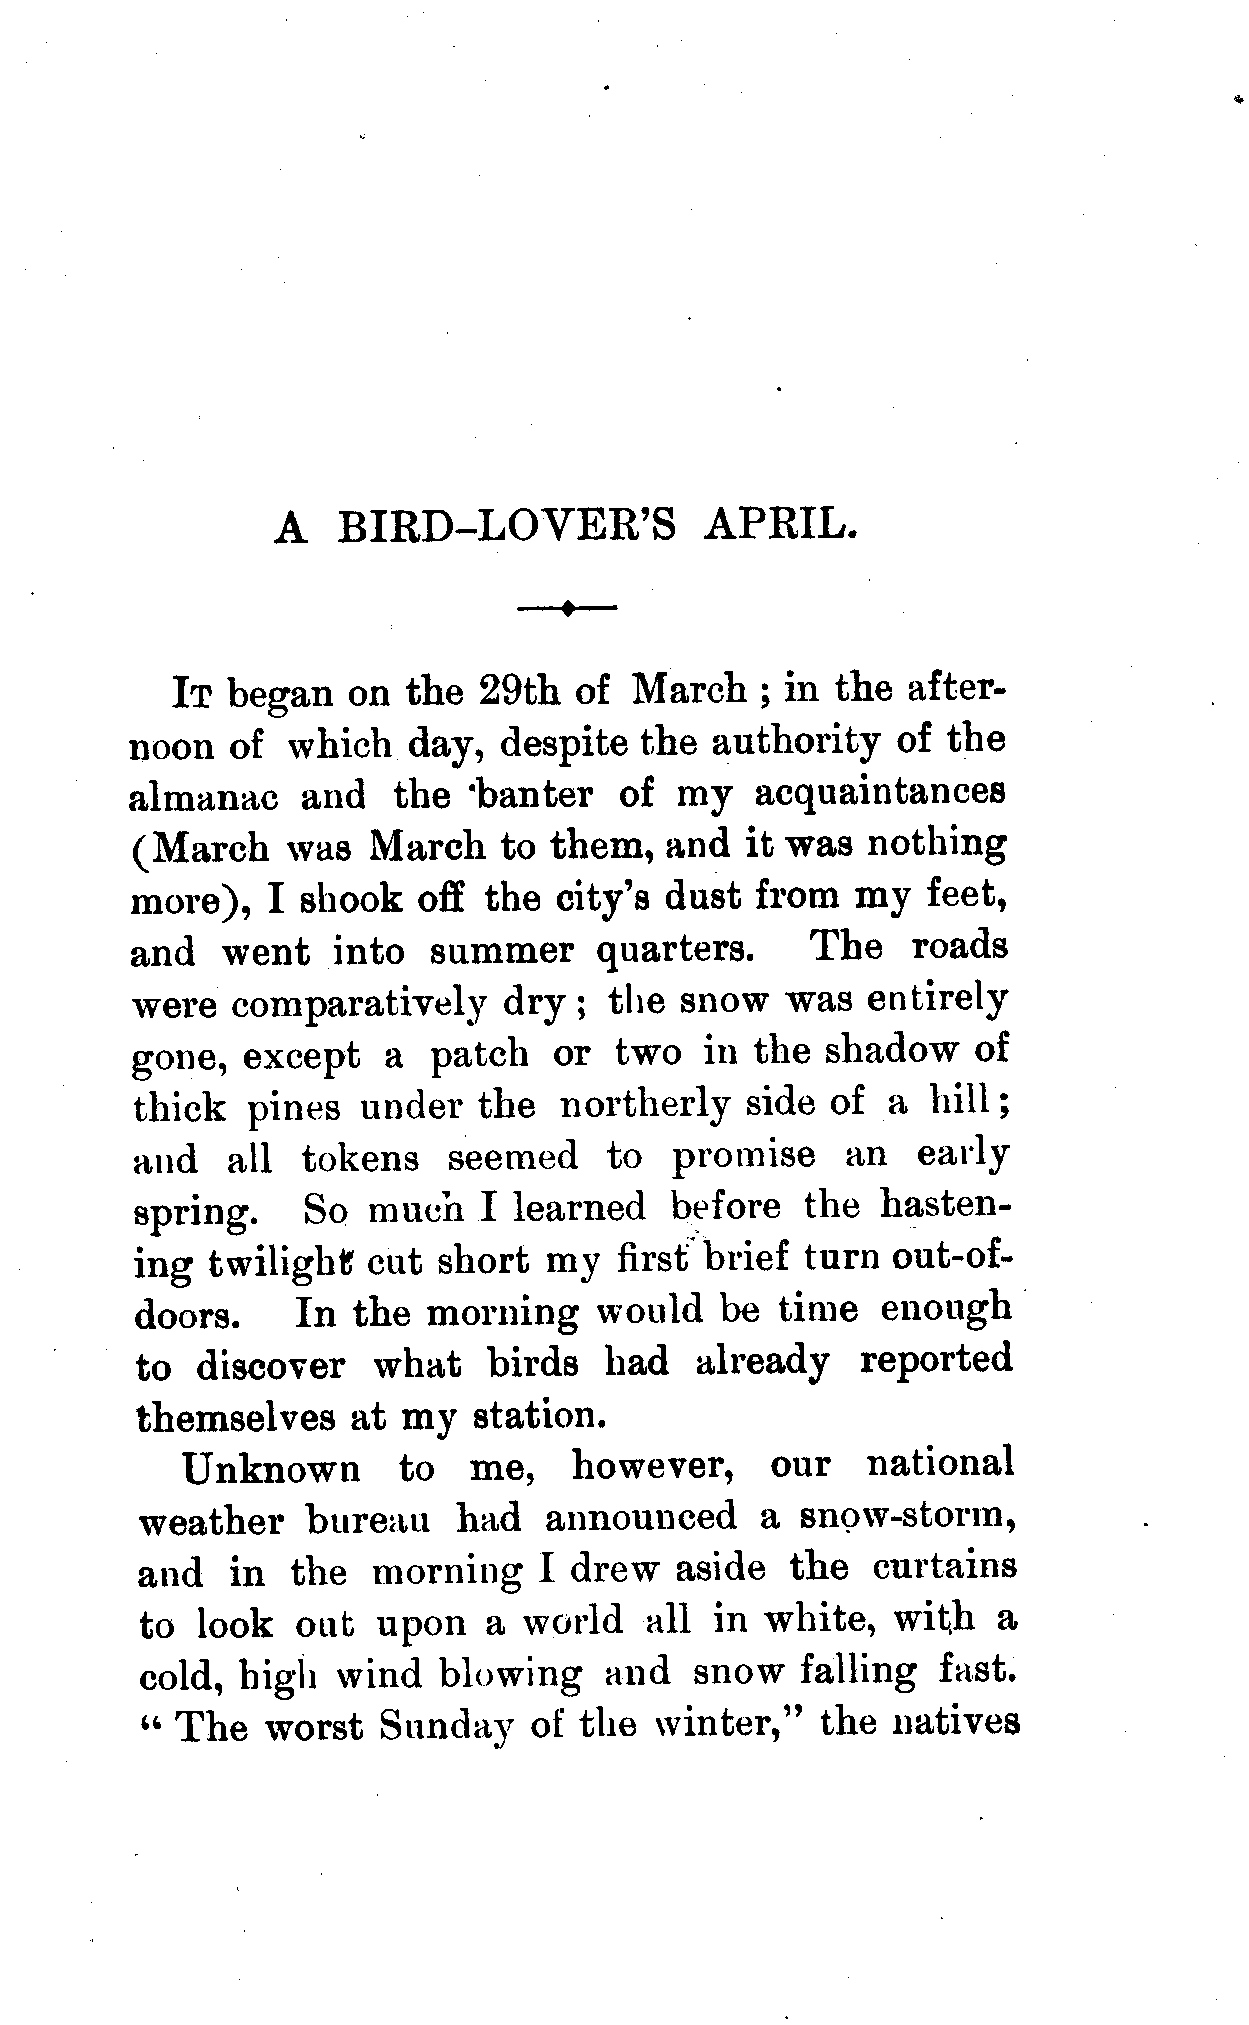 A BIRD-LOVER'S APRIL.
IT began on the 29th of March ; in the after-
noon of which day, despite the authority of the
almanac and the banter of my acquaintances
(March was March to them, and it was nothing
more), I shook off the city's dust from my feet,
and went into summer quarters. The roads
were comparatively dry ; the snow was entirely
gone, except a patch or two in the shadow of
thick pines under the northerly side of a hill ;
and all tokens seemed to promise an early
spring. So much I learned before the hasten-
ing twilight cut short my first brief turn out-of-
doors. In the morning would be time enough
to discover what birds had already reported
themselves at my station.
Unknown to me, however, our national
weather bureau had announced a snow-storm,
and in the morning I drew aside the curtains
to look out upon a world all in white, with a
cold, high wind blowing and snow falling fast.
“ The worst Sunday of the winter,” the natives